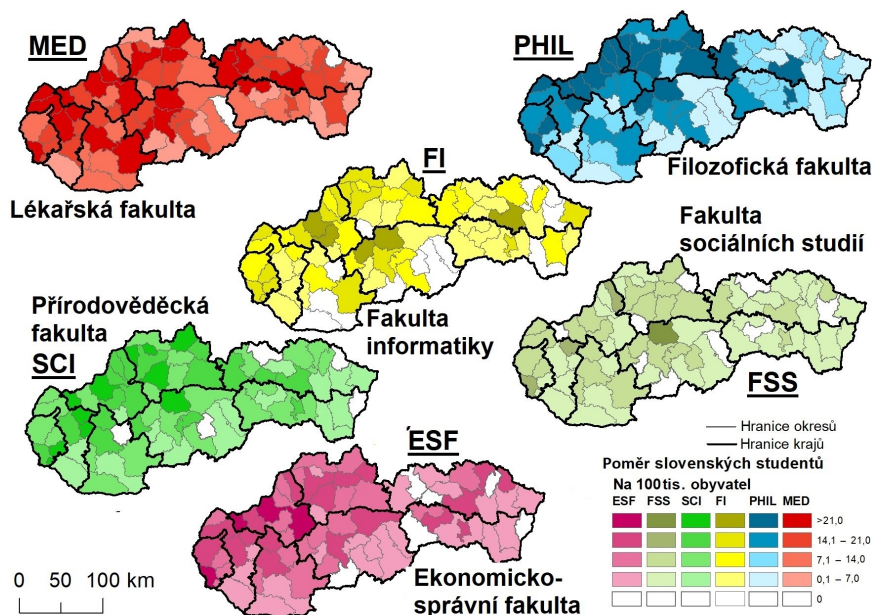 MED
Lékařská fakulta
PHIL
Filozofická fakulta
FI
Fakulta
informatiky
Fakulta
sociálních studií
FSS
Přírodověděcká
fakulta
SCI
ESF
Ekonomicko-
správní fakulta
Hranice okresů
Hranice krajů
Poměr slovenských studentů
Na 100tis. obyvatel
ESF FSS SCI FI PHIL MED
>21,0
14,1 – 21,0
7,1 – 14,0
0,1 – 7,0
0
0 50 100 km